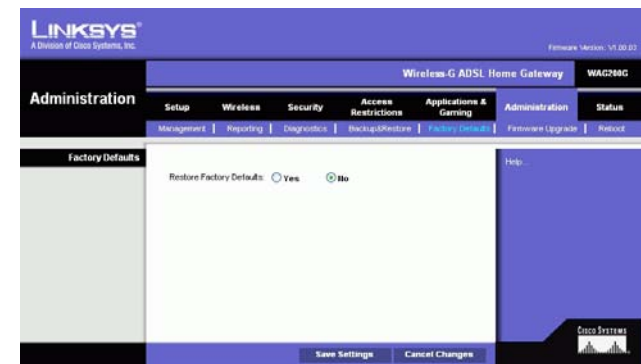 LINKSYS®
A Division of Cisco Systems, Inc.
Firmware Version: V1.00.03
Wireless-G ADSL Home Gateway WAG200G
Administration
Setup Wireless Security Access Restrictions Applications & Gaming Administration Status
Management | Reporting | Diagnostics | Backup&Restore | Factory Defaults | Firmware Upgrade | Reboot
Factory Defaults
Restore Factory Defaults: Yes No
Help...
Save Settings Cancel Changes
CISCO SYSTEMS